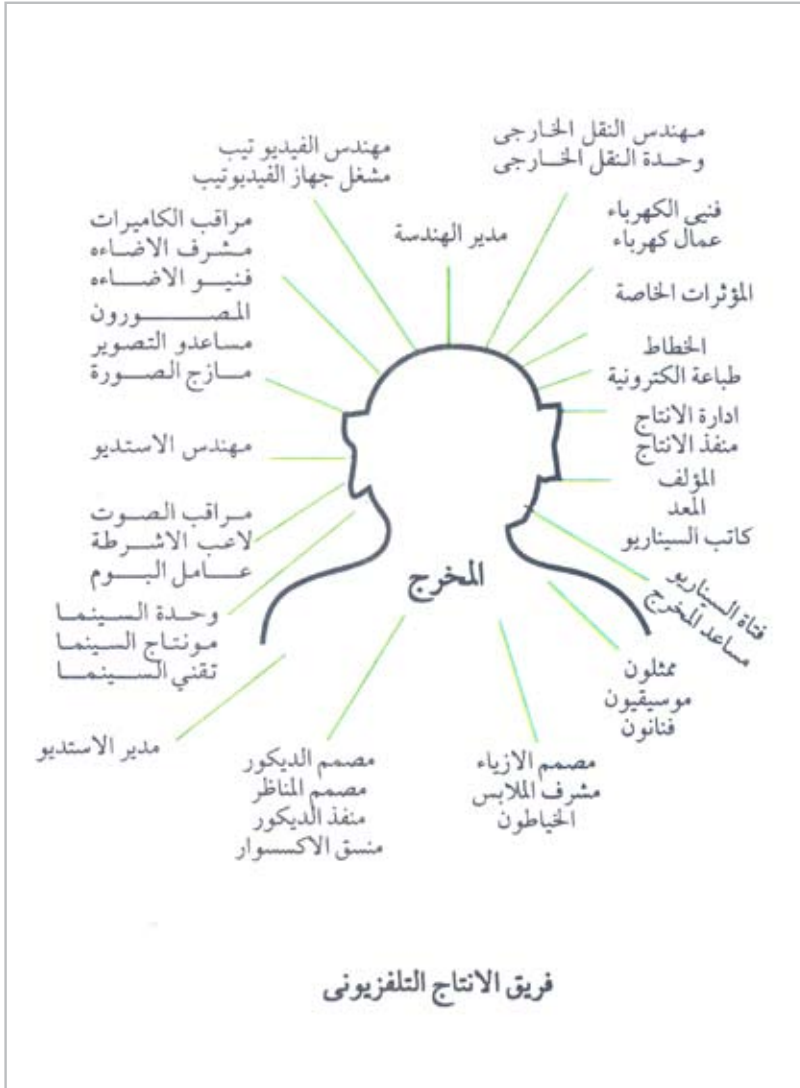 مهندس النقل الخارجى
وحدة النقل الخارجى
مهندس الفيديو تيب
مشغل جهاز الفيديوتيب
مدير الهندسة
فنيى الكهرباء
عمال كهرباء
المؤثرات الخاصة
الخطاط
طباعة الكترونية
ادارة الانتاج
منفذ الانتاج
المؤلف
المعد
كاتب السيناريو
فتاة السيناريو
مساعد المخرج
ممثلون
موسيقيون
فنانون
مراقب الكاميرات
مشرف الاضاءه
فنيو الاضاءه
المصورون
مساعدو التصوير
مازج الصورة
مهندس الاستديو
مراقب الصوت
لاعب الاشرطة
عامل البوم
وحدة السينما
مونتاج السينما
تقني السينما
مدير الاستديو
المخرج
مصمم الازياء
مشرف الملابس
الخياطون
مصمم الديكور
مصمم المناظر
منفذ الديكور
منسق الاكسسوار
فريق الانتاج التلفزيونى